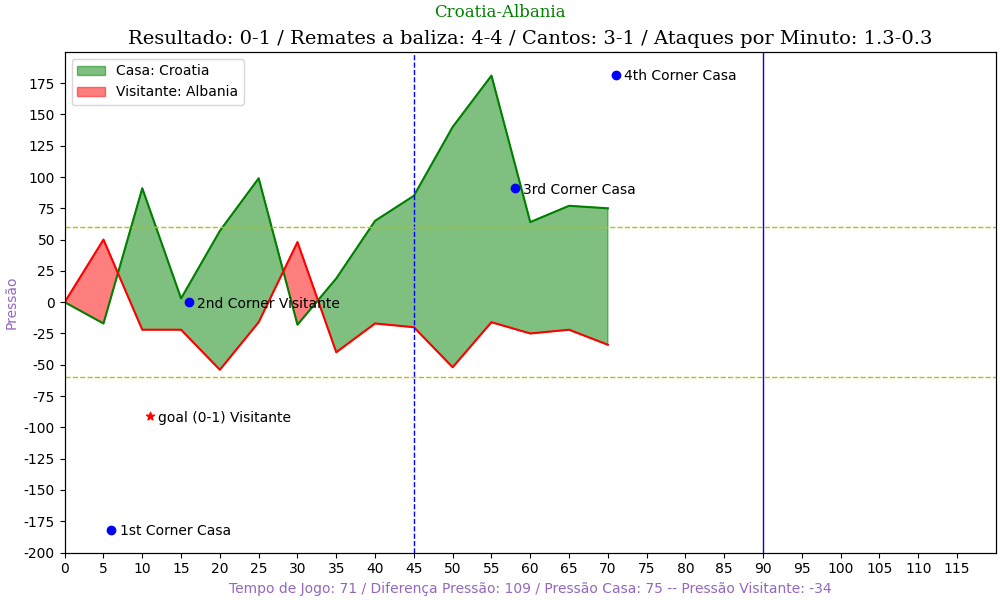 Croatia-Albania
Resultado: 0-1 / Remates a baliza: 4-4 / Cantos: 3-1 / Ataques por Minuto: 1.3-0.3
Casa: Croatia
Visitante: Albania
4th Corner Casa
3rd Corner Casa
2nd Corner Visitante
goal (0-1) Visitante
1st Corner Casa
Pressão
175
150
125
100
75
50
25
0
-25
-50
-75
-100
-125
-150
-175
-200
0 5 10 15 20 25 30 35 40 45 50 55 60 65 70 75 80 85 90 95 100 105 110 115
Tempo de Jogo: 71 / Diferença Pressão: 109 / Pressão Casa: 75 -- Pressão Visitante: -34